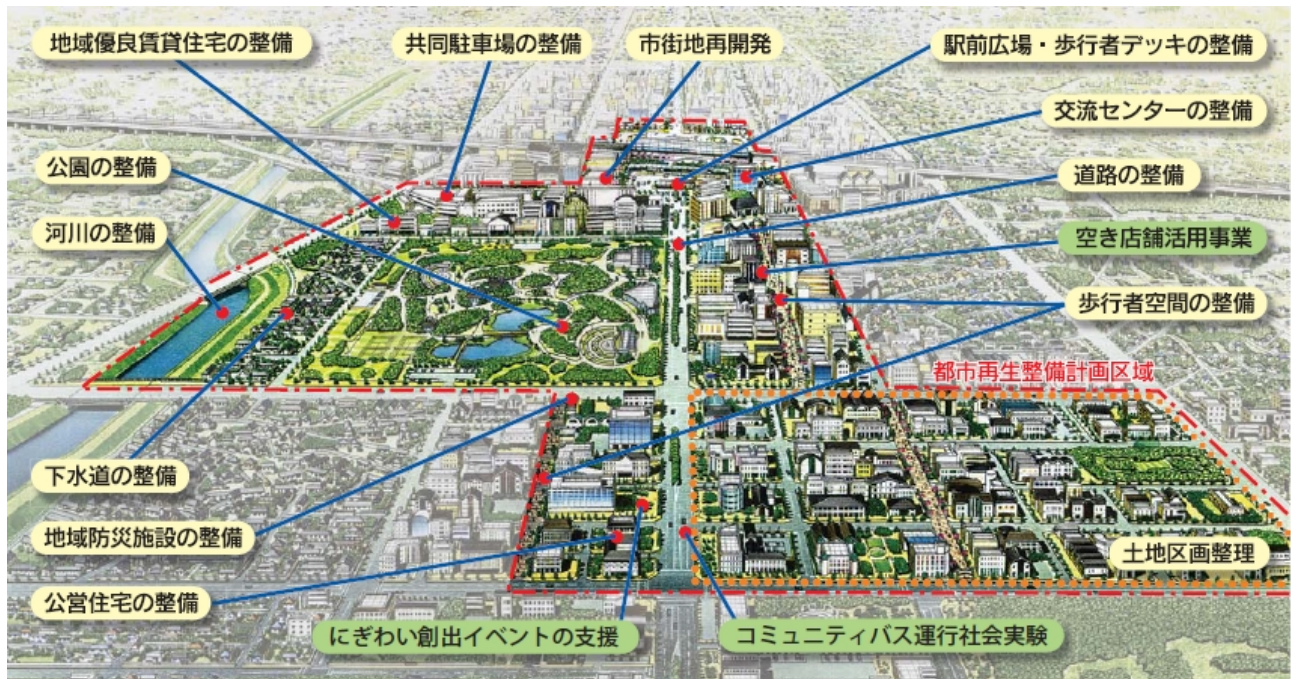 地域優良賃貸住宅の整備
共同駐車場の整備
市街地再開発
駅前広場・歩行者デッキの整備
交流センターの整備
公園の整備
道路の整備
河川の整備
空き店舗活用事業
歩行者空間の整備
都市再生整備計画区域
下水道の整備
地域防災施設の整備
土地区画整理
公営住宅の整備
にぎわい創出イベントの支援
コミュニティバス運行社会実験